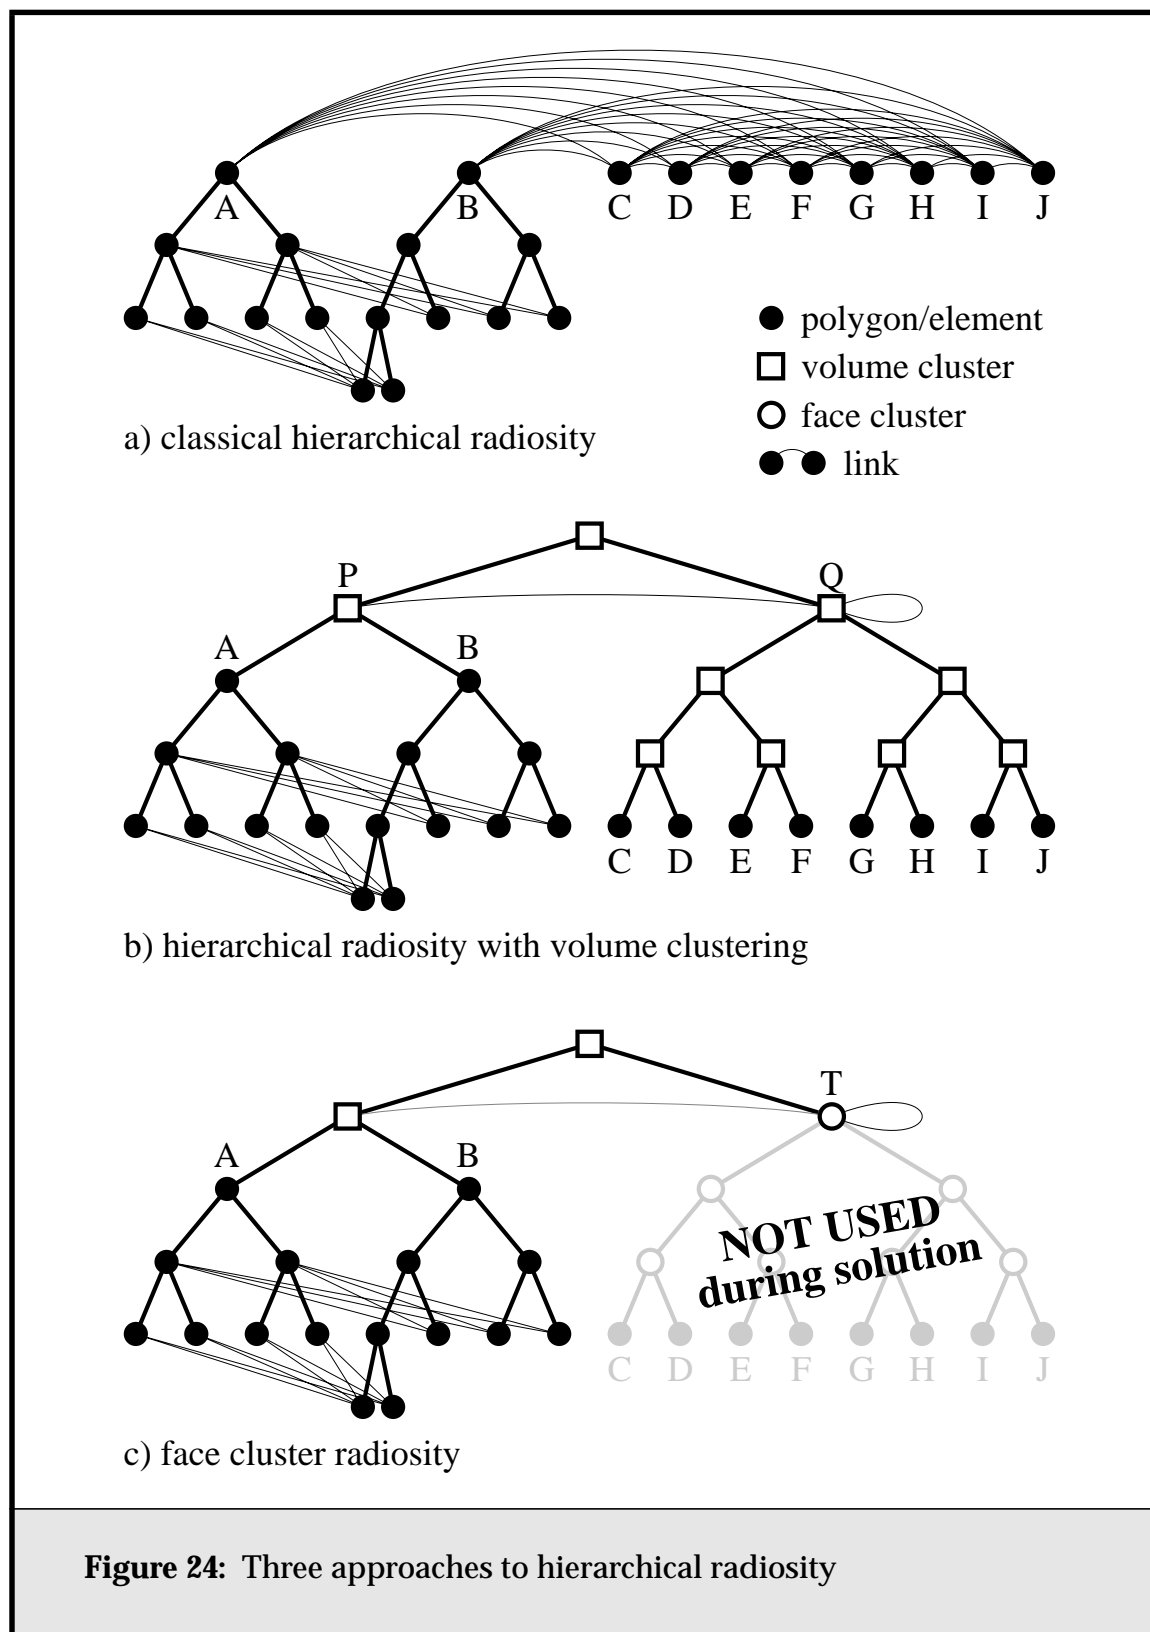 A B C D E F G H I J
polygon/element
volume cluster
face cluster
link
a) classical hierarchical radiosity
P Q
A B
C D E F G H I J
b) hierarchical radiosity with volume clustering
T
A B
NOT USED
during solution
C D E F G H I J
c) face cluster radiosity
Figure 24: Three approaches to hierarchical radiosity